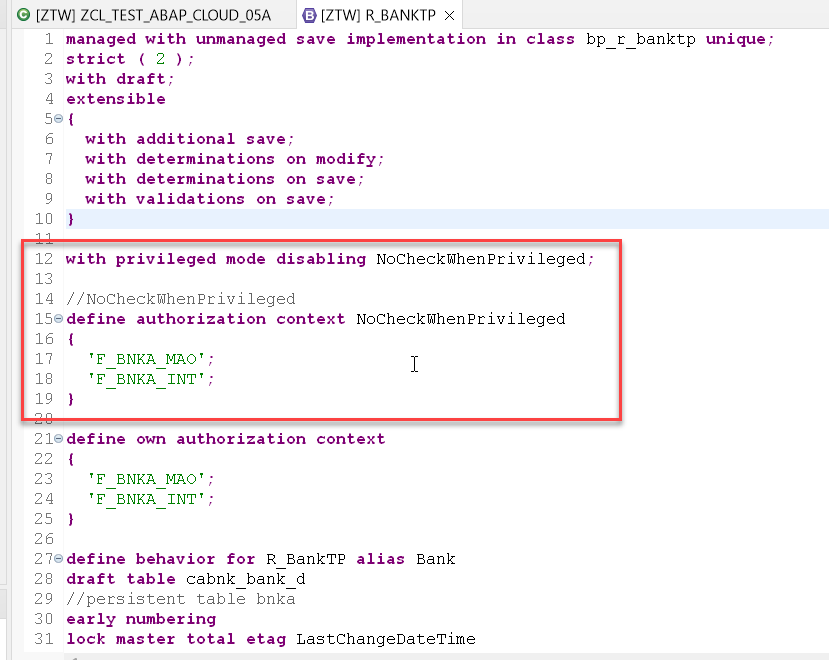 [ZTW] ZCL_TEST_ABAP_CLOUD_05A [ZTW] R_BANKTP
1 managed with unmanaged save implementation in class bp_r_banktp unique;
2 strict ( 2 );
3 with draft;
4 extensible
5 {
6 with additional save;
7 with determinations on modify;
8 with determinations on save;
9 with validations on save;
10 }
11
12 with privileged mode disabling NoCheckWhenPrivileged;
13
14 //NoCheckWhenPrivileged
15 define authorization context NoCheckWhenPrivileged
16 {
17 'F_BNKA_MAO';
18 'F_BNKA_INT';
19 }
20
21 define own authorization context
22 {
23 'F_BNKA_MAO';
24 'F_BNKA_INT';
25 }
26
27 define behavior for R_BankTP alias Bank
28 draft table cabnk_bank_d
29 //persistent table bnka
30 early numbering
31 lock master total etag LastChangeDateTime